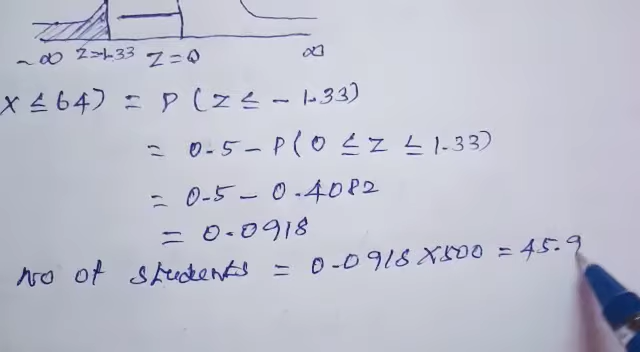 -∞ Z=-1.33 Z=0 ∞
X ≤ 64) = P(Z ≤ -1.33)
= 0.5 - P(0 ≤ Z ≤ 1.33)
= 0.5 - 0.4082
= 0.0918
No of students = 0.0918 × 500 = 45.9